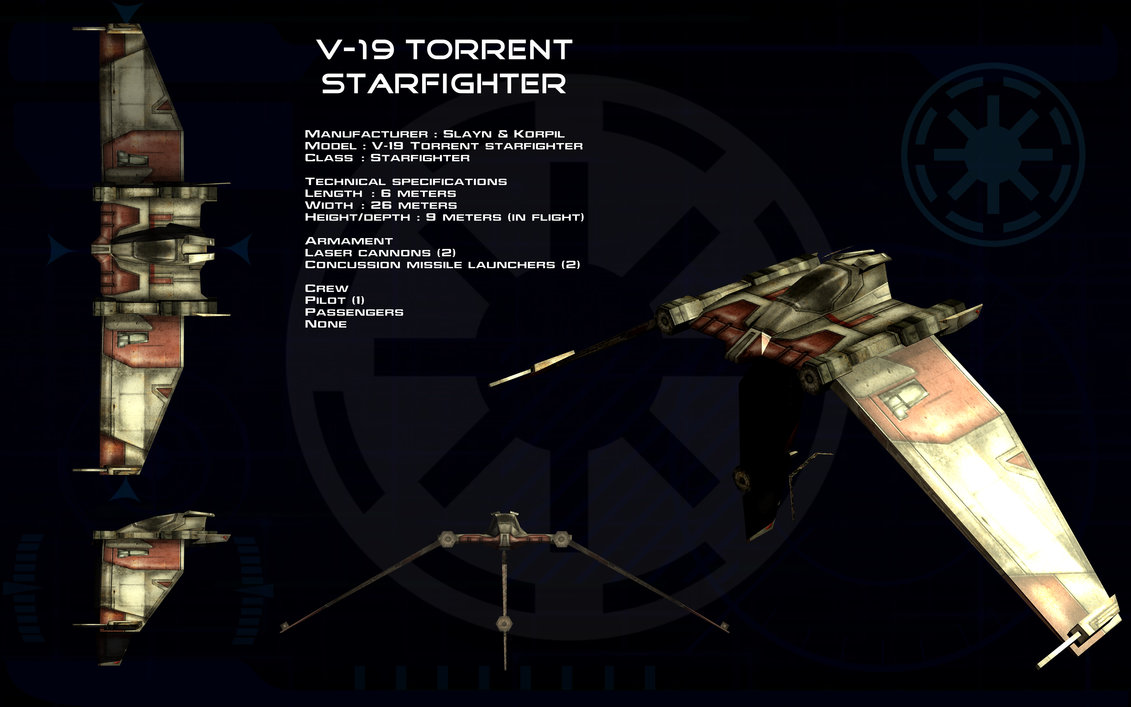 V-19 TORRENT
STARFIGHTER
MANUFACTURER : SLAYN & KORPIL
MODEL : V-19 TORRENT STARFIGHTER
CLASS : STARFIGHTER
TECHNICAL SPECIFICATIONS
LENGTH : 6 METERS
WIDTH : 26 METERS
HEIGHT/DEPTH : 9 METERS (IN FLIGHT)
ARMAMENT
LASER CANNONS (2)
CONCUSSION MISSILE LAUNCHERS (2)
CREW
PILOT (1)
PASSENGERS
NONE